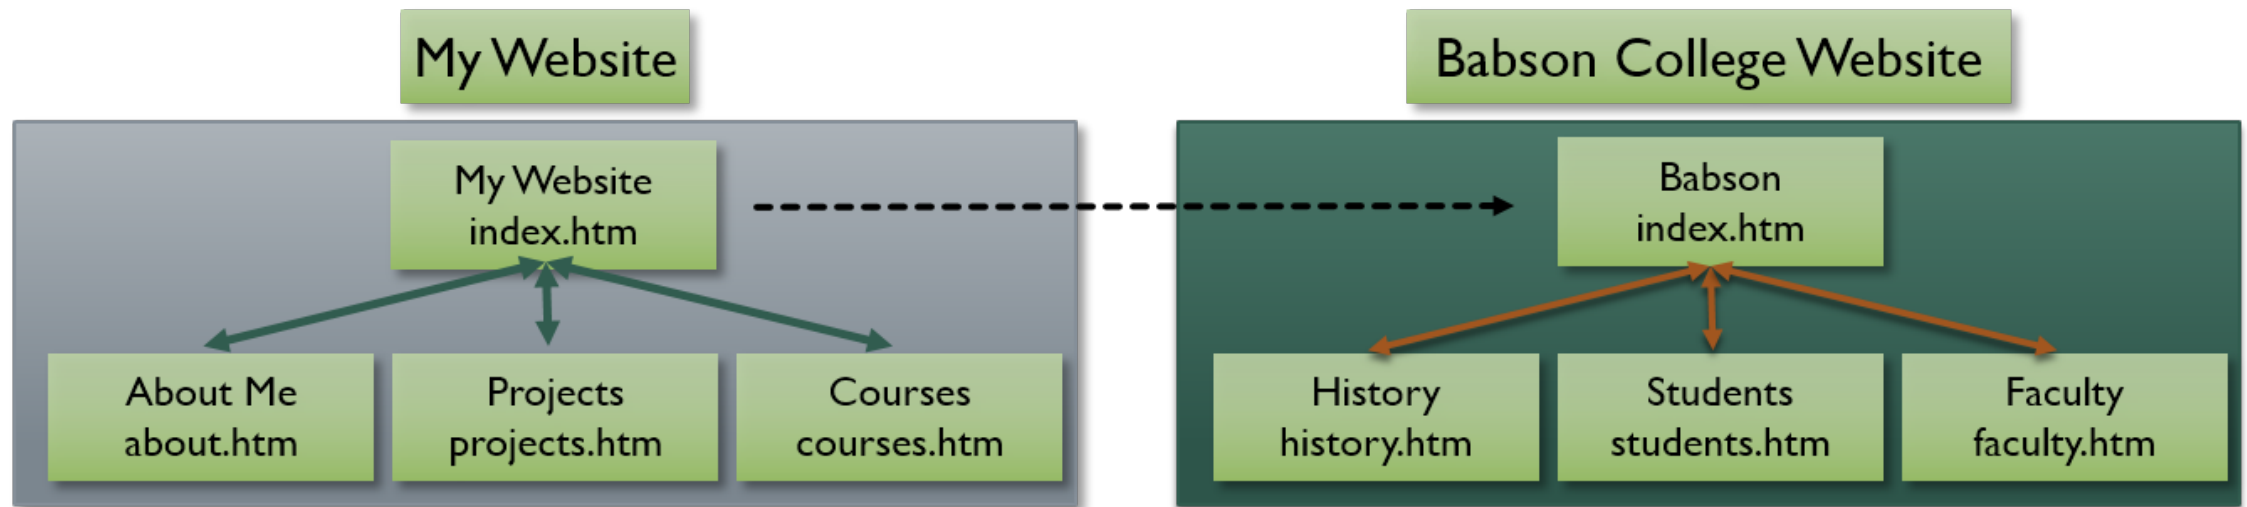 My Website
Babson College Website
My Website
index.htm
Babson
index.htm
About Me
about.htm
Projects
projects.htm
Courses
courses.htm
History
history.htm
Students
students.htm
Faculty
faculty.htm